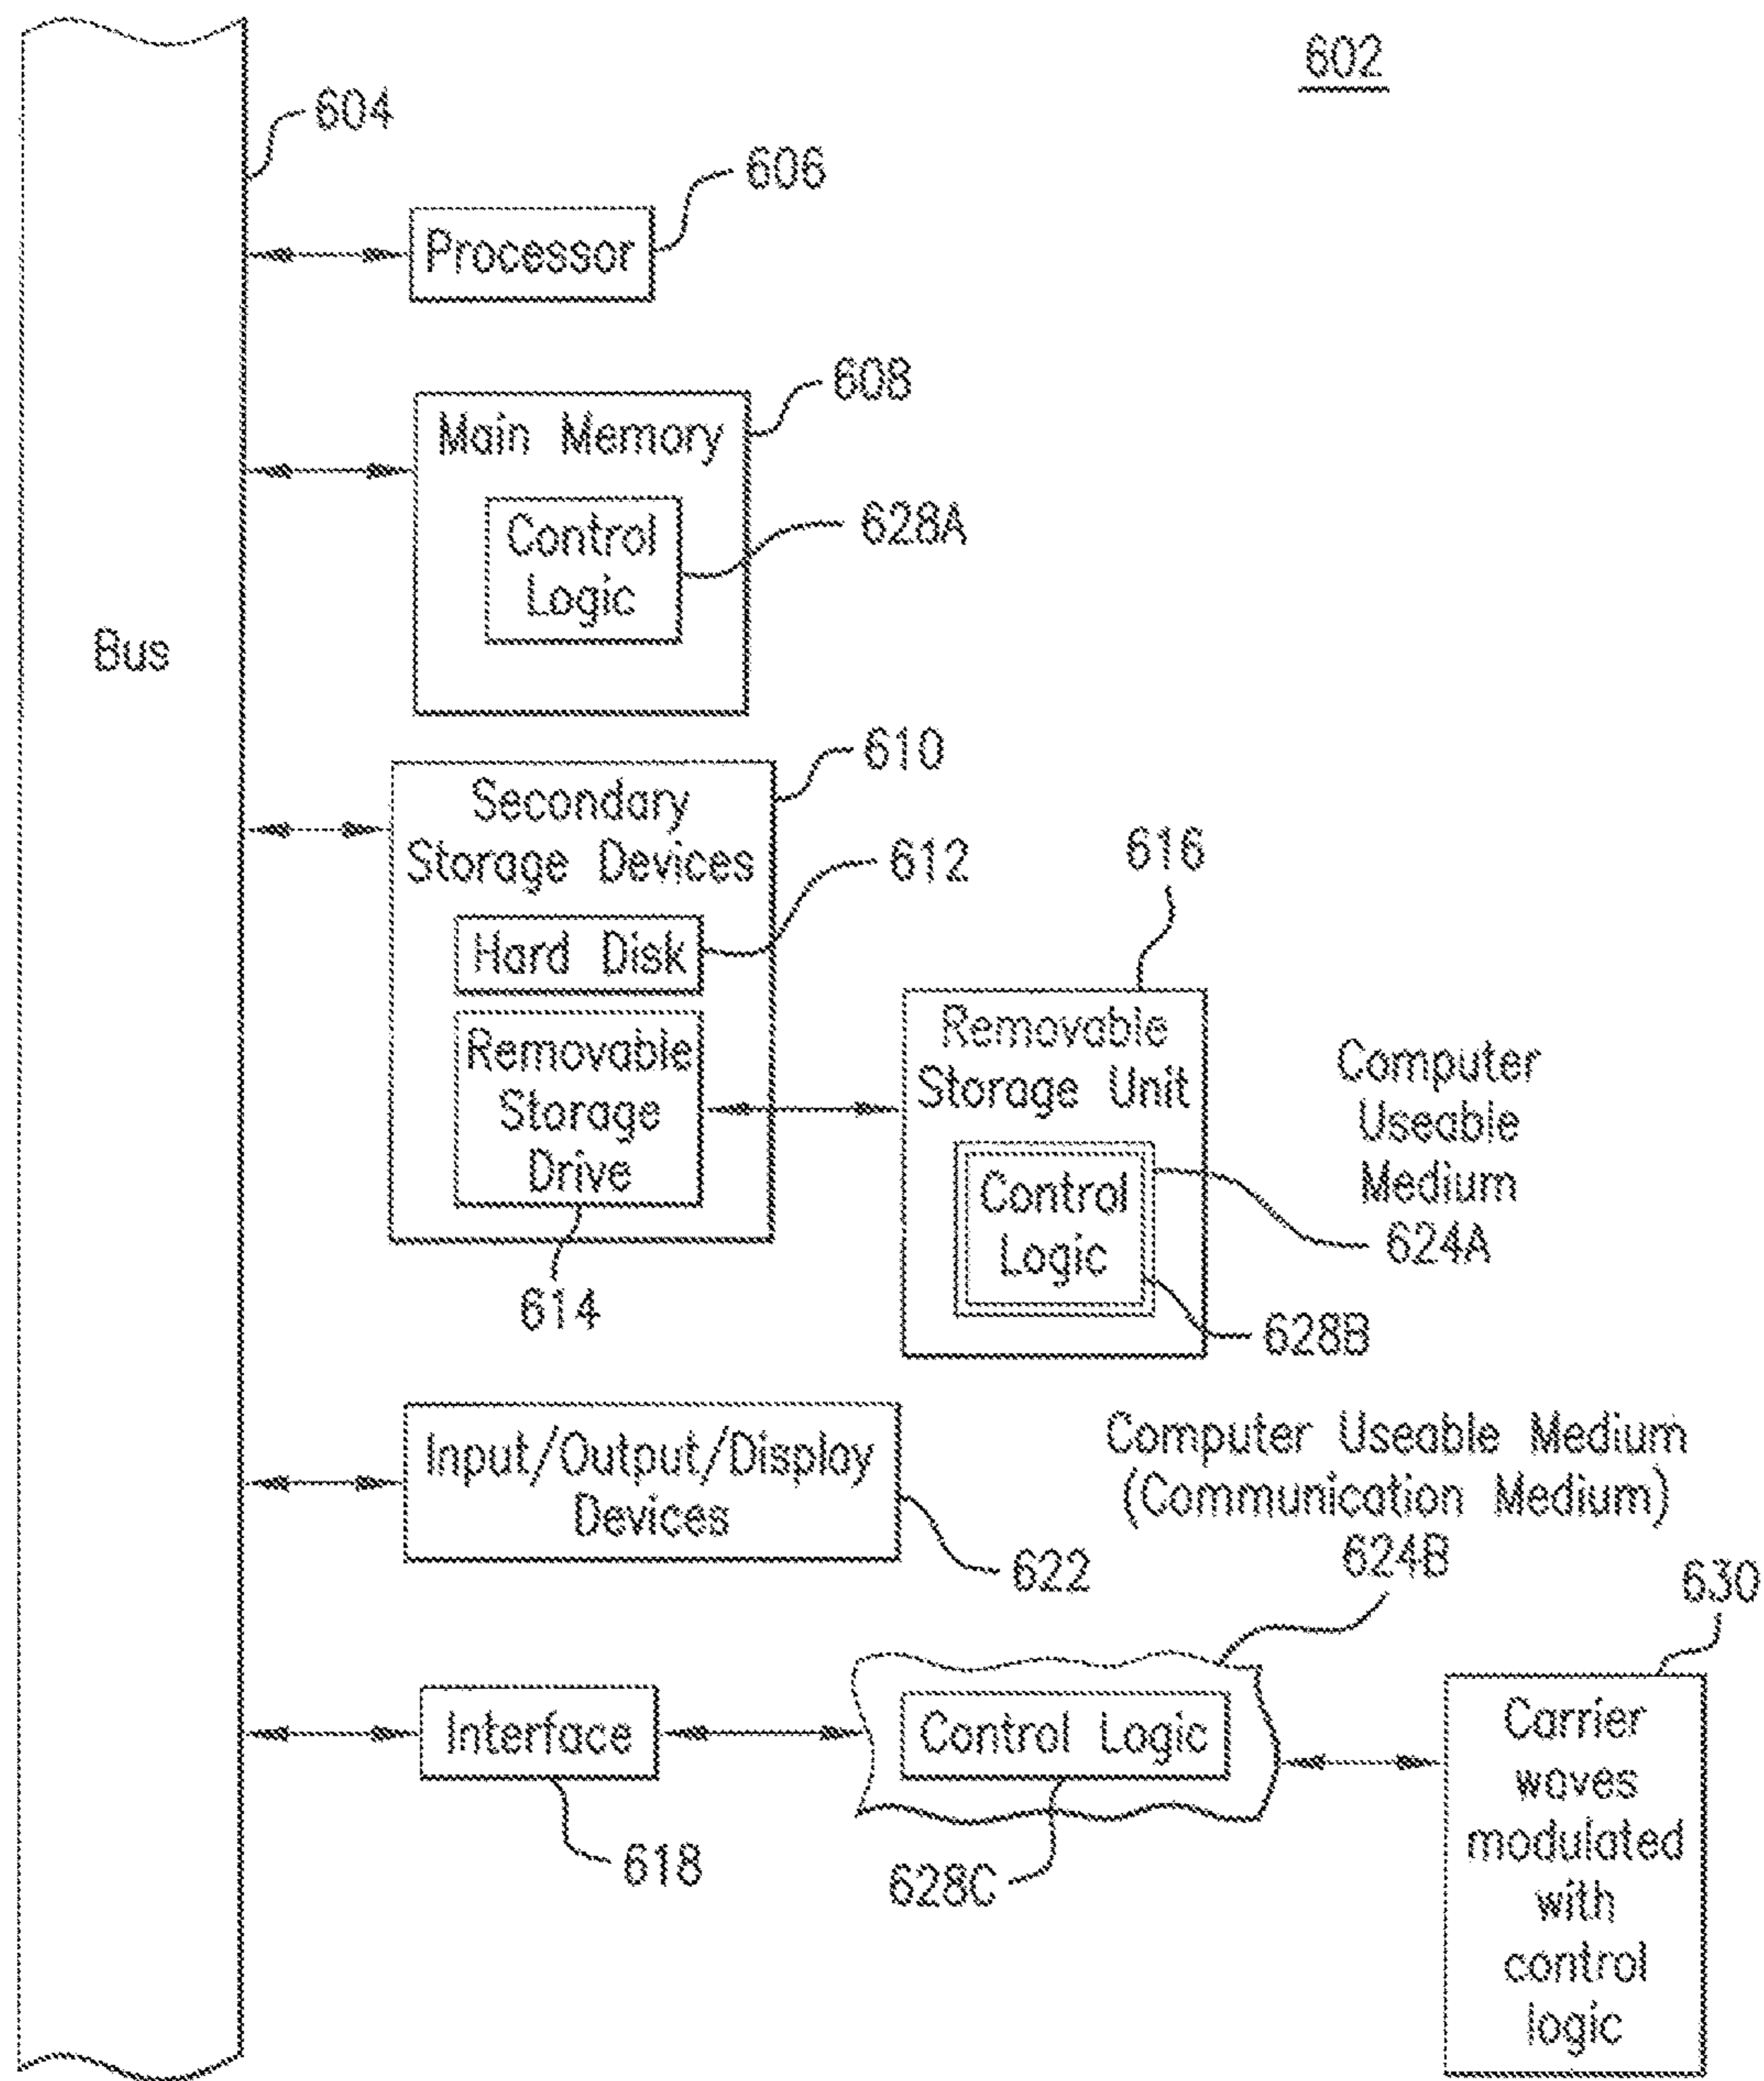 602
604
606
Processor
608
Main Memory
Control
Logic
628A
Bus
610
Secondary
Storage Devices
612
Hard Disk
616
Removable
Storage Unit
Removable
Storage
Drive
Computer
Useable
Medium
624A
Control
Logic
628B
614
Input/Output/Display
Devices
622
Computer Useable Medium
(Communication Medium)
624B
630
Interface
618
Control Logic
628C
Carrier
waves
modulated
with
control
logic